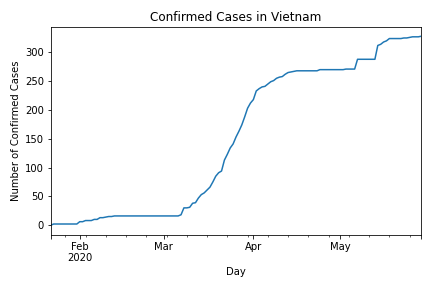 Confirmed Cases in Vietnam
Number of Confirmed Cases
300
250
200
150
100
50
0
Feb
2020
Mar
Apr
May
Day